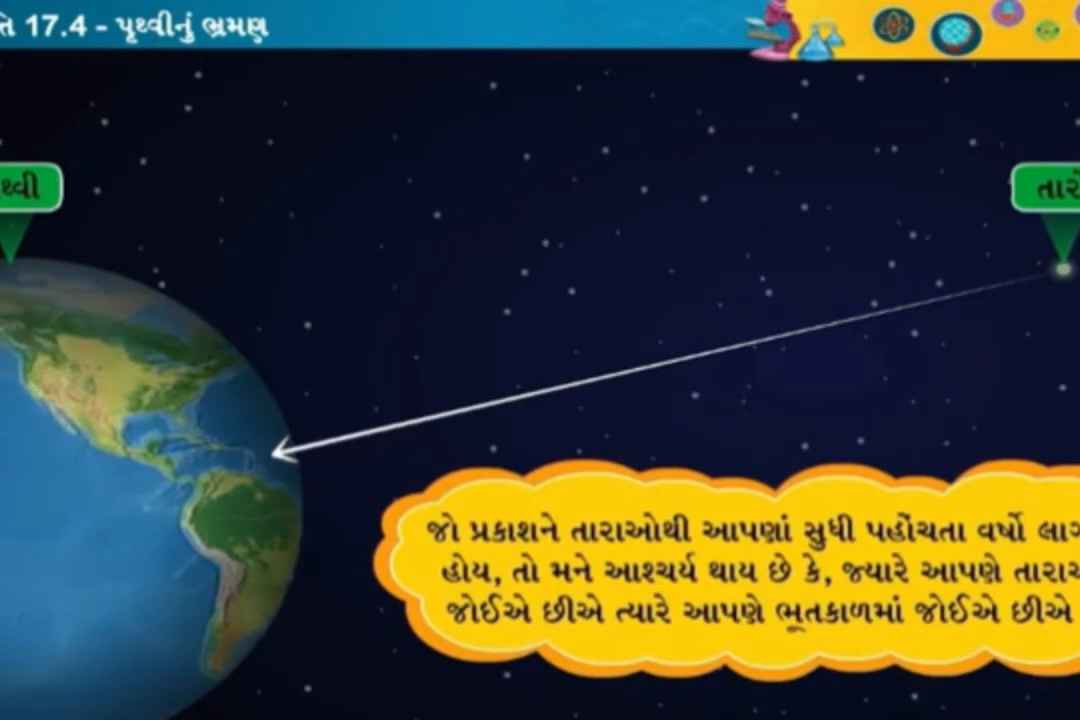 17.4 - પૃથ્વીનું ભ્રમણ
જો પ્રકાશને તારાઓથી આપણાં સુધી પહોંચતા વર્ષો
હોય, તો મને આશ્ચર્ય થાય છે કે, જ્યારે આપણે
જોઈએ છીએ ત્યારે આપણે ભૂતકાળમાં જોઈએ છીએ